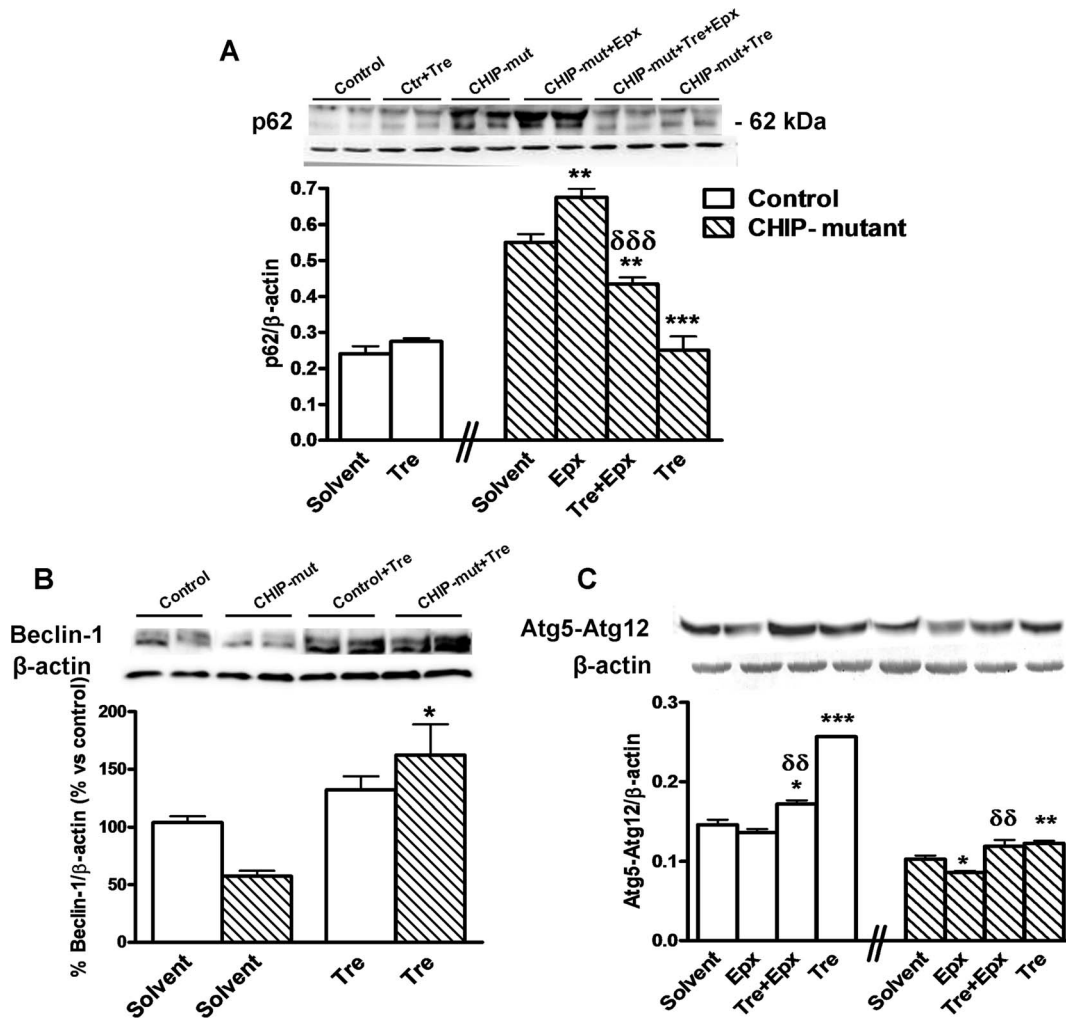 A
Control
Ctr+Tre
CHIP-mut
CHIP-mut+Epx
CHIP-mut+Tre+Epx
CHIP-mut+Tre
p62
- 62 kDa
0.7
0.6
0.5
0.4
0.3
0.2
0.1
0.0
p62/β-actin
**
δδδ
**
***
Control
CHIP- mutant
Solvent
Tre
//
Solvent
Epx
Tre+Epx
Tre
B
Control
CHIP-mut
Control+Tre
CHIP-mut+Tre
Beclin-1
β-actin
% Beclin-1/β-actin (% vs control)
200
150
100
50
0
*
Solvent
Solvent
Tre
Tre
C
Atg5-Atg12
β-actin
Atg5-Atg12/β-actin
0.3
0.2
0.1
0.0
δδ
*
***
*
δδ
**
Solvent
Epx
Tre+Epx
Tre
//
Solvent
Epx
Tre+Epx
Tre